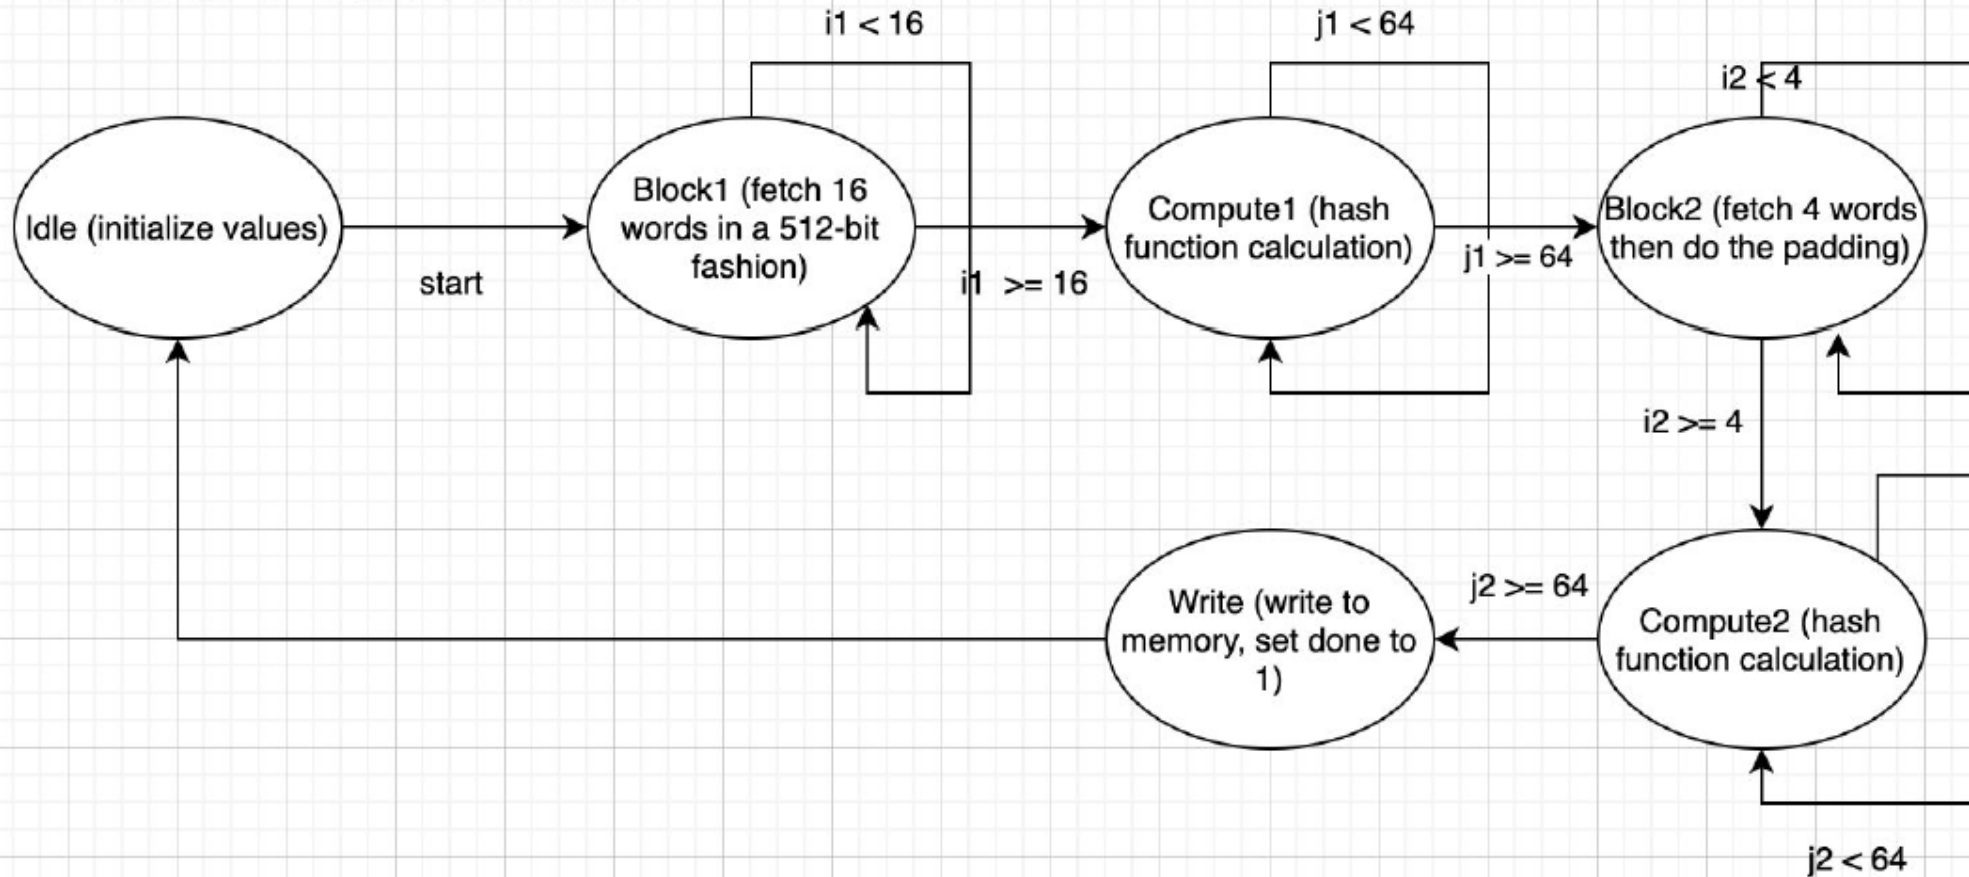 i1 < 16
j1 < 64
i2 < 4
Idle (initialize values)
start
Block1 (fetch 16
words in a 512-bit
fashion)
i1  >= 16
Compute1 (hash
function calculation)
j1 >= 64
Block2 (fetch 4 words
then do the padding)
i2 >= 4
Write (write to
memory, set done to
1)
j2 >= 64
Compute2 (hash
function calculation)
j2 < 64